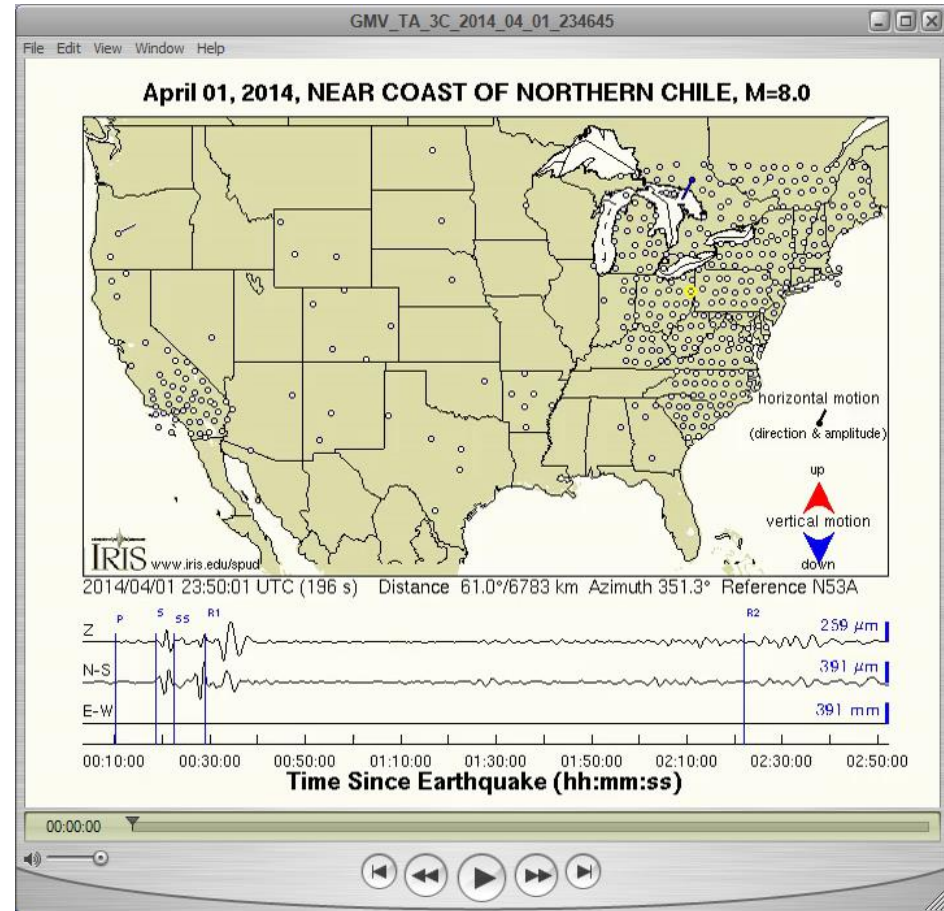 GMV_TA_3C_2014_04_01_234645
File Edit View Window Help
April 01, 2014, NEAR COAST OF NORTHERN CHILE, M=8.0
horizontal motion
(direction & amplitude)
up
vertical motion
down
IRIS www.iris.edu/spud
2014/04/01 23:50:01 UTC (196 s) Distance 61.0°/6783 km Azimuth 351.3° Reference N53A
P S SS R1 R2
Z 259 μm
N-S 391 μm
E-W 391 mm
00:10:00 00:30:00 00:50:00 01:10:00 01:30:00 01:50:00 02:10:00 02:30:00 02:50:00
Time Since Earthquake (hh:mm:ss)
00:00:00